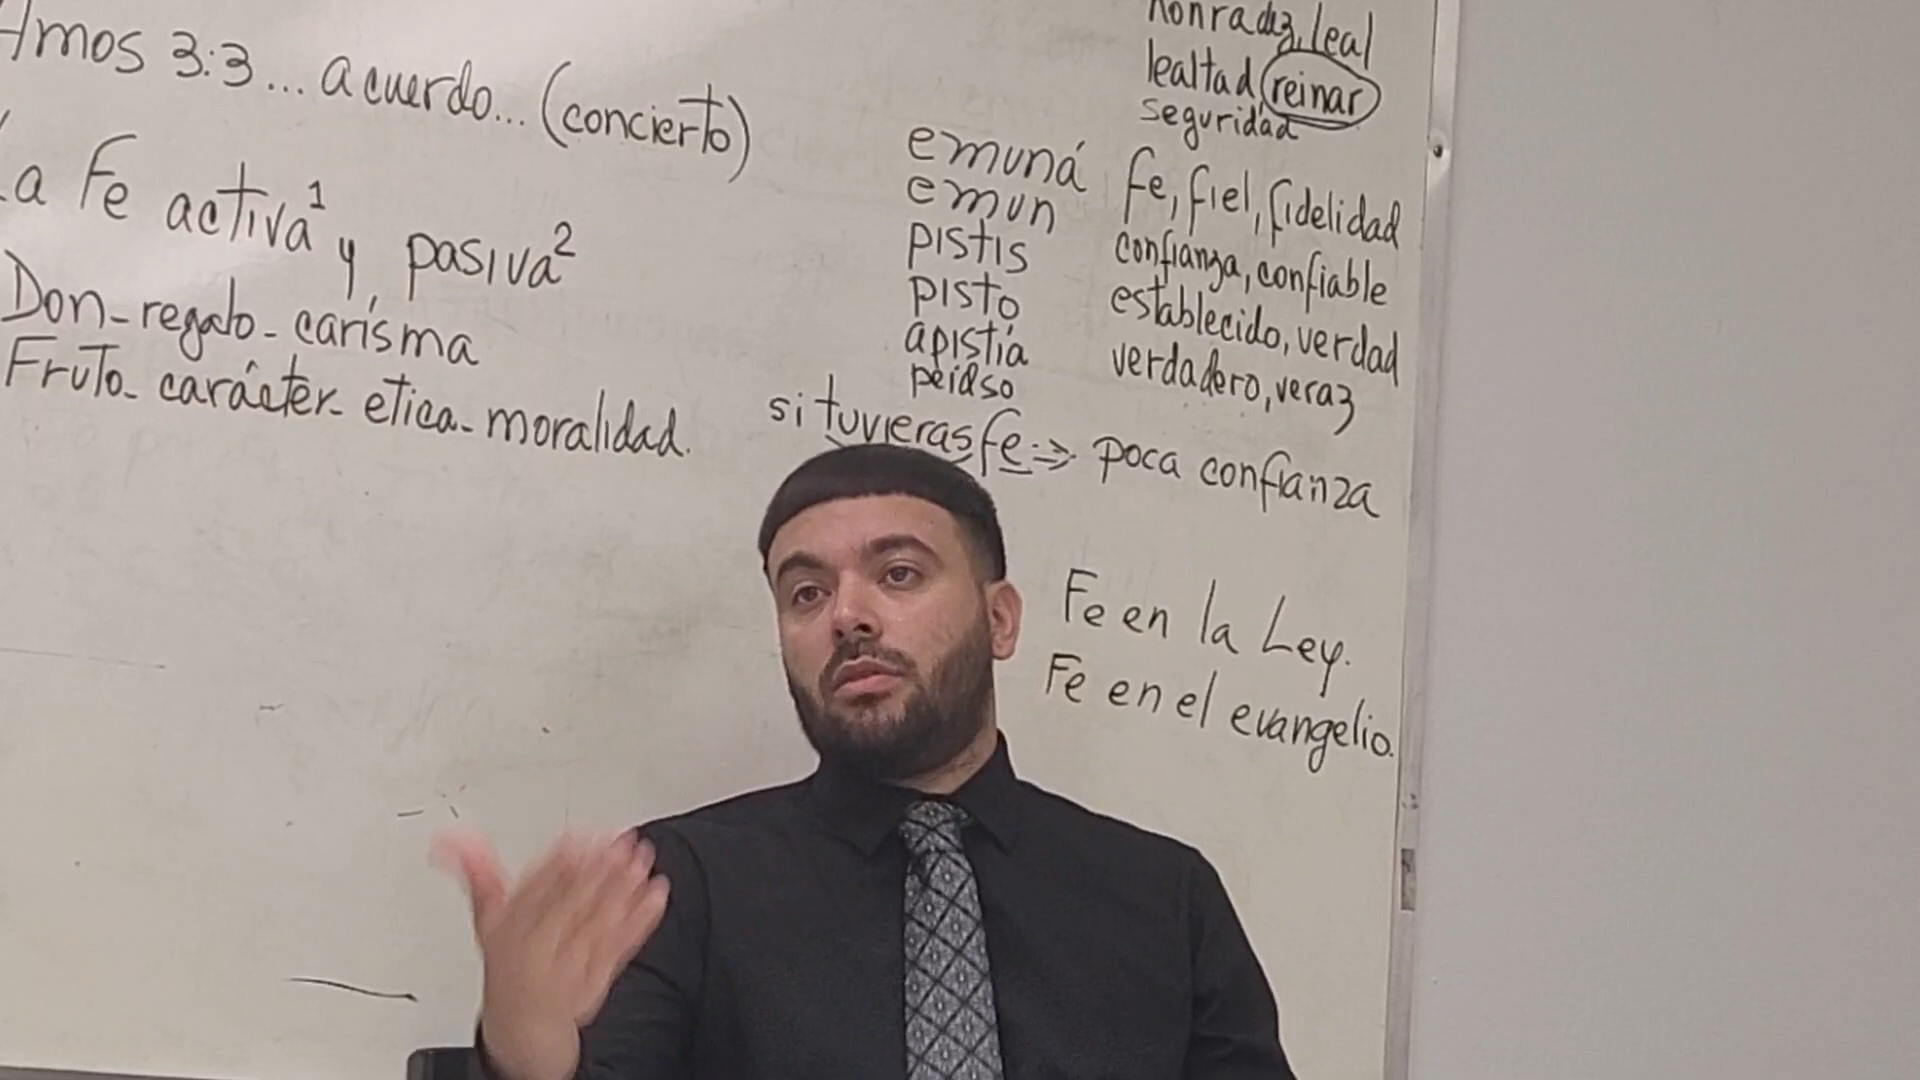 Amos 3:3... acuerdo... (concierto)
La Fe activa¹ y pasiva²
Don-regalo-carisma
Fruto-carácter-etica-moralidad.
honradez, leal
lealtad reinar
seguridad
emuná
emun
pistis
pisto
apistía
Fe, fiel, fidelidad
confianza, confiable
establecido, verdad
verdadero, veraz
si tuvieras fe => poca confianza
Fe en la Ley.
Fe en el evangelio.